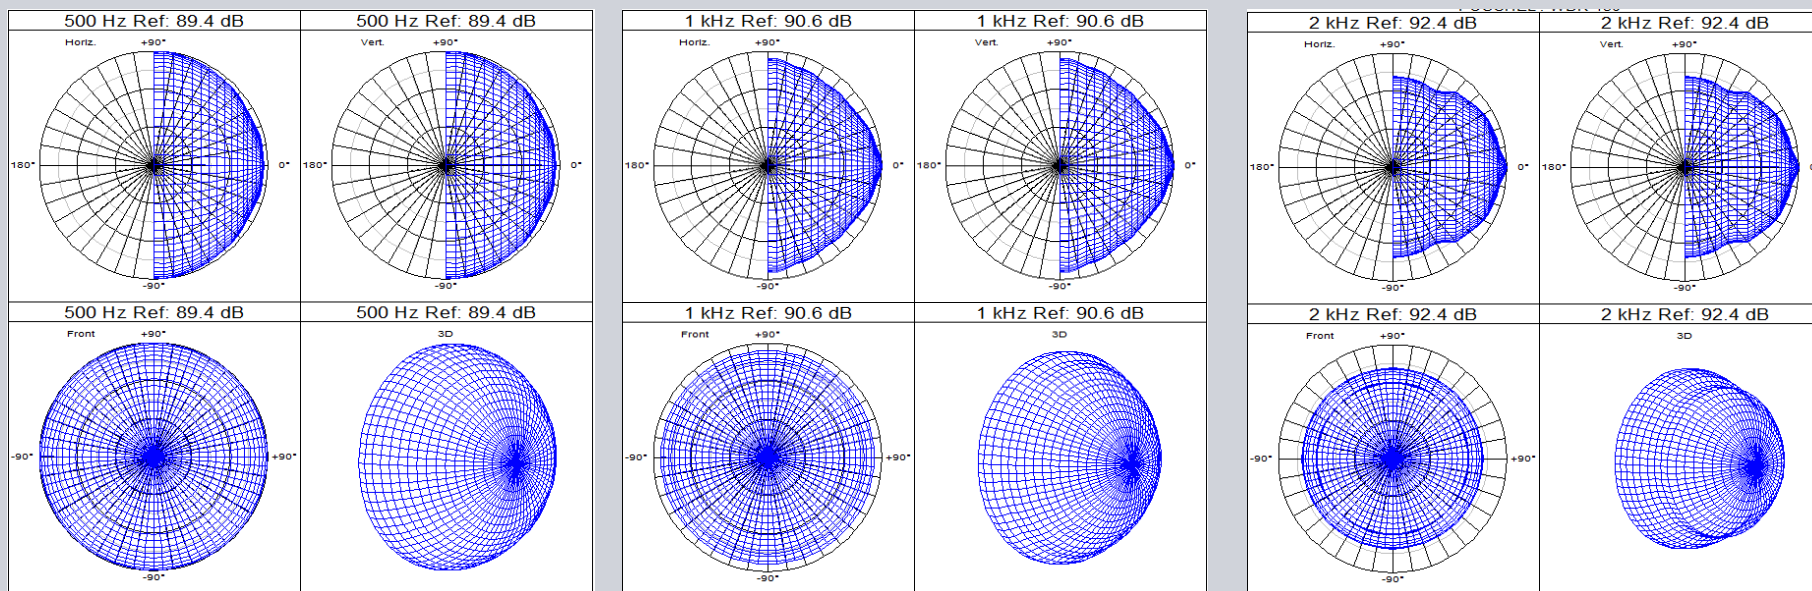 500 Hz Ref: 89.4 dB
500 Hz Ref: 89.4 dB
Horiz.
+90°
180°
0°
-90°
Vert.
+90°
180°
0°
-90°
500 Hz Ref: 89.4 dB
500 Hz Ref: 89.4 dB
Front
+90°
-90°
+90°
-90°
3D
1 kHz Ref: 90.6 dB
1 kHz Ref: 90.6 dB
Horiz.
+90°
180°
0°
-90°
Vert.
+90°
180°
0°
-90°
1 kHz Ref: 90.6 dB
1 kHz Ref: 90.6 dB
Front
+90°
-90°
+90°
-90°
3D
2 kHz Ref: 92.4 dB
2 kHz Ref: 92.4 dB
Horiz.
+90°
180°
0°
-90°
Vert.
+90°
180°
-90°
2 kHz Ref: 92.4 dB
2 kHz Ref: 92.4 dB
Front
+90°
-90°
+90°
-90°
3D